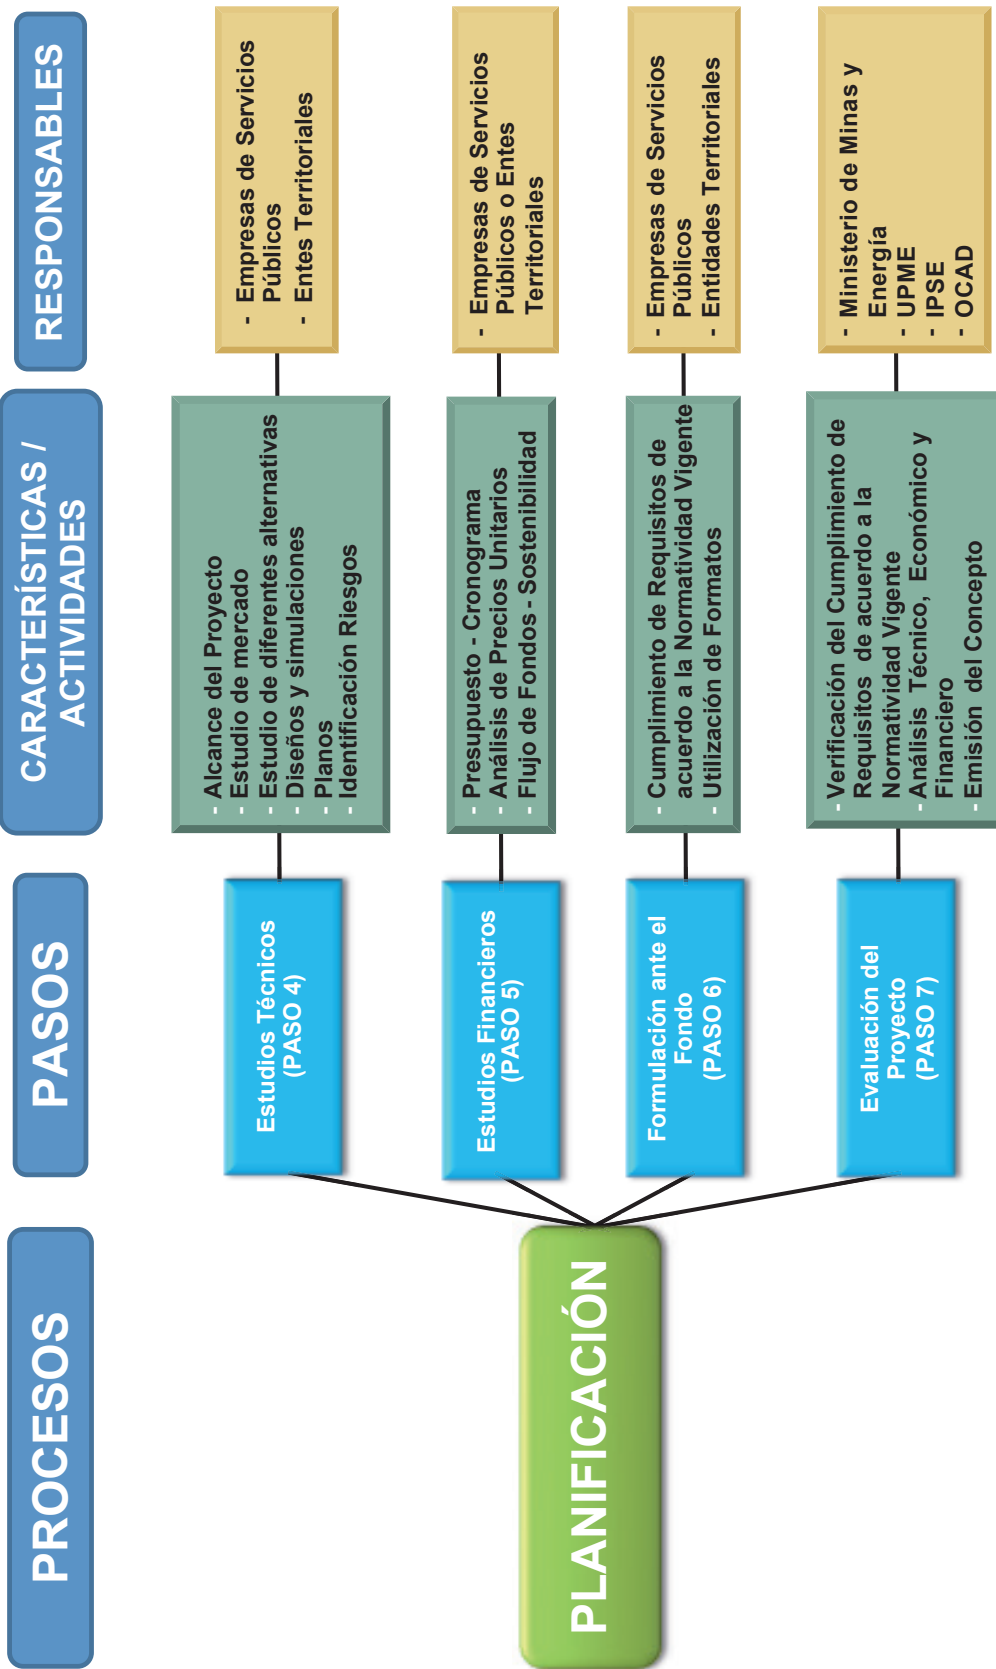 PROCESOS
PASOS
CARACTERÍSTICAS /
ACTIVIDADES
RESPONSABLES
PLANIFICACIÓN
Estudios Técnicos
(PASO 4)
- Alcance del Proyecto
- Estudio de mercado
- Estudio de diferentes alternativas
- Diseños y simulaciones
- Planos
- Identificación Riesgos
- Empresas de Servicios
Públicos
- Entes Territoriales
Estudios Financieros
(PASO 5)
- Presupuesto - Cronograma
- Análisis de Precios Unitarios
- Flujo de Fondos - Sostenibilidad
- Empresas de Servicios
Públicos o Entes
Territoriales
Formulación ante el
Fondo
(PASO 6)
- Cumplimiento de Requisitos de
acuerdo a la Normatividad Vigente
- Utilización de Formatos
- Empresas de Servicios
Públicos
- Entidades Territoriales
Evaluación del
Proyecto
(PASO 7)
- Verificación del Cumplimiento de
Requisitos de acuerdo a la
Normatividad Vigente
- Análisis Técnico, Económico y
Financiero
- Emisión del Concepto
- Ministerio de Minas y
Energía
- UPME
- IPSE
- OCAD